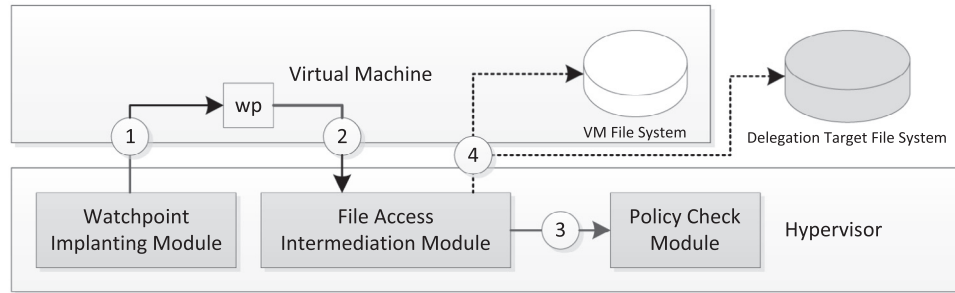 Virtual Machine
wp
1
2
VM File System
Delegation Target File System
4
Watchpoint
Implanting Module
File Access
Intermediation Module
3
Policy Check
Module
Hypervisor